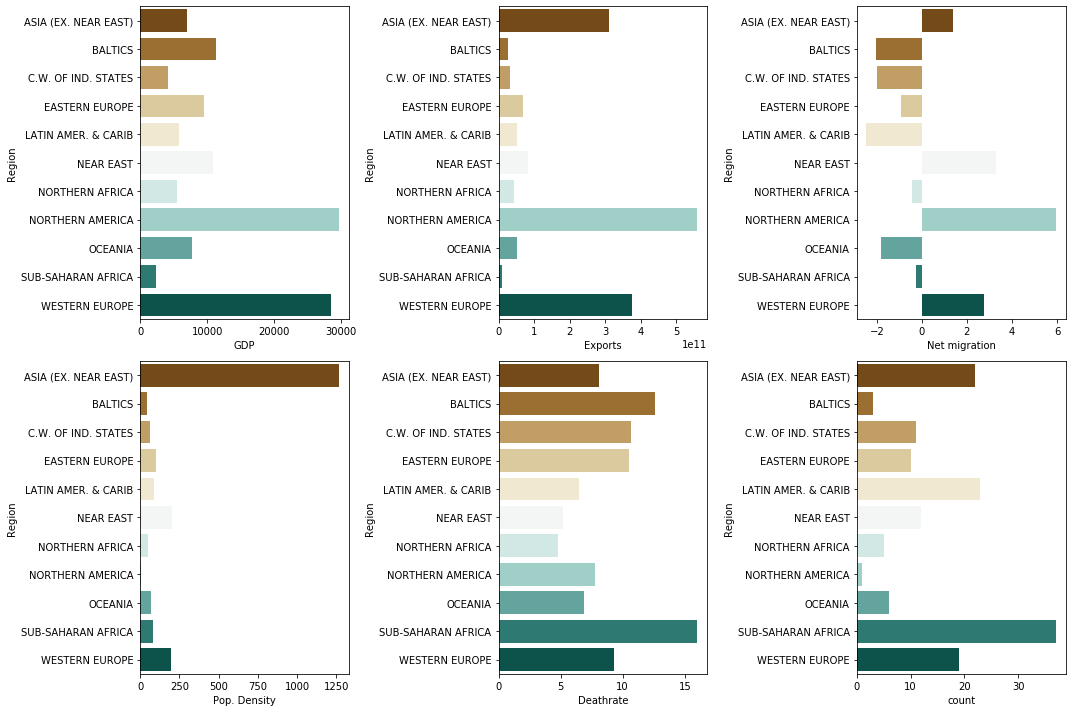 Region
ASIA (EX. NEAR EAST)
BALTICS
C.W. OF IND. STATES
EASTERN EUROPE
LATIN AMER. & CARIB
NEAR EAST
NORTHERN AFRICA
NORTHERN AMERICA
OCEANIA
SUB-SAHARAN AFRICA
WESTERN EUROPE
0 10000 20000 30000
GDP
Region
ASIA (EX. NEAR EAST)
BALTICS
C.W. OF IND. STATES
EASTERN EUROPE
LATIN AMER. & CARIB
NEAR EAST
NORTHERN AFRICA
NORTHERN AMERICA
OCEANIA
SUB-SAHARAN AFRICA
WESTERN EUROPE
0 1 2 3 4 5
Exports
1e11
Region
ASIA (EX. NEAR EAST)
BALTICS
C.W. OF IND. STATES
EASTERN EUROPE
LATIN AMER. & CARIB
NEAR EAST
NORTHERN AFRICA
NORTHERN AMERICA
OCEANIA
SUB-SAHARAN AFRICA
WESTERN EUROPE
−2 0 2 4 6
Net migration
Region
ASIA (EX. NEAR EAST)
BALTICS
C.W. OF IND. STATES
EASTERN EUROPE
LATIN AMER. & CARIB
NEAR EAST
NORTHERN AFRICA
NORTHERN AMERICA
OCEANIA
SUB-SAHARAN AFRICA
WESTERN EUROPE
0 250 500 750 1000 1250
Pop. Density
Region
ASIA (EX. NEAR EAST)
BALTICS
C.W. OF IND. STATES
EASTERN EUROPE
LATIN AMER. & CARIB
NEAR EAST
NORTHERN AFRICA
NORTHERN AMERICA
OCEANIA
SUB-SAHARAN AFRICA
WESTERN EUROPE
0 5 10 15
Deathrate
Region
ASIA (EX. NEAR EAST)
BALTICS
C.W. OF IND. STATES
EASTERN EUROPE
LATIN AMER. & CARIB
NEAR EAST
NORTHERN AFRICA
NORTHERN AMERICA
OCEANIA
SUB-SAHARAN AFRICA
WESTERN EUROPE
0 10 20 30
count